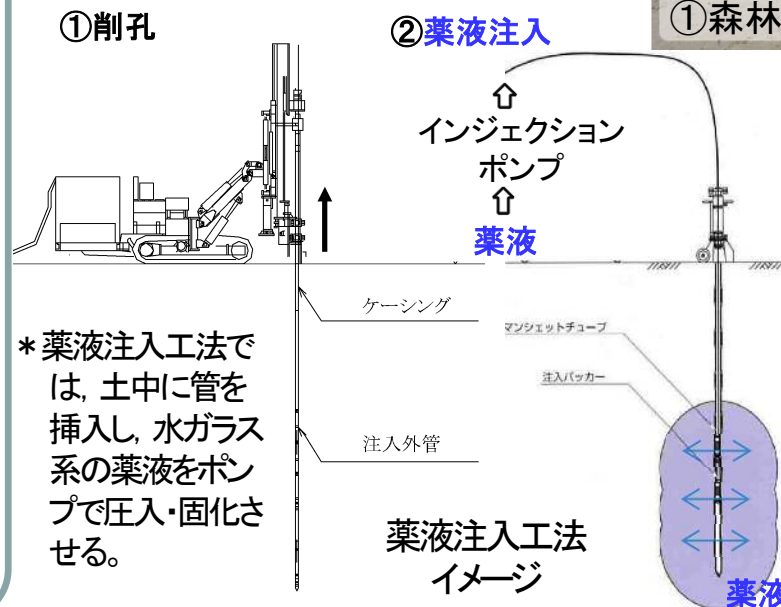 ①削孔
②薬液注入
①森林
インジェクション
ポンプ
薬液
ケーシング
マンシェットチューブ
注入パッカー
*薬液注入工法で
は, 土中に管を
挿入し, 水ガラス
系の薬液をポン
プで圧入・固化さ
せる。
注入外管
薬液注入工法
イメージ
薬液